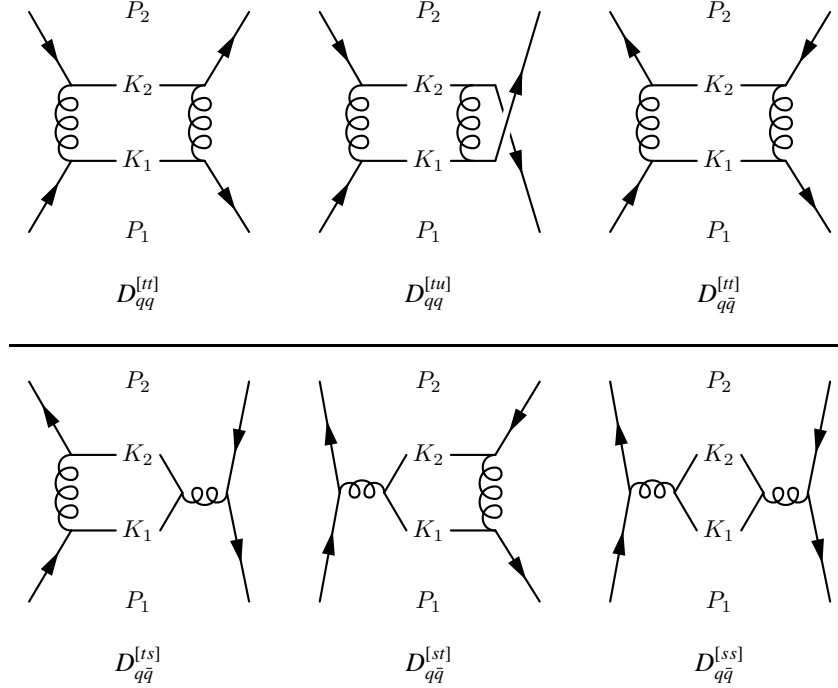 P₂ P₂ P₂
K₂ K₂ K₂
K₁ K₁ K₁
P₁ P₁ P₁
D_{qq}^{[tt]} D_{qq}^{[tu]} D_{q\bar{q}}^{[tt]}
P₂ P₂ P₂
K₂ K₂ K₂
K₁ K₁ K₁
P₁ P₁ P₁
D_{q\bar{q}}^{[ts]} D_{q\bar{q}}^{[st]} D_{q\bar{q}}^{[ss]}